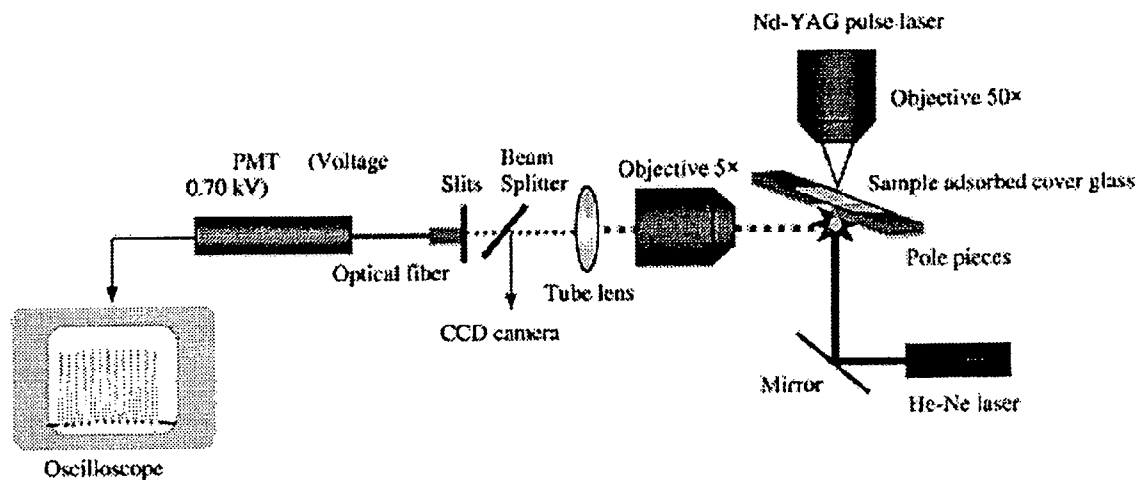 Nd-YAG pulse laser
Objective 50×
PMT (Voltage
0.70 kV)
Slits
Beam
Splitter
Objective 5×
Sample adsorbed cover glass
Optical fiber
Tube lens
Pole pieces
CCD camera
Mirror
He-Ne laser
Oscilloscope